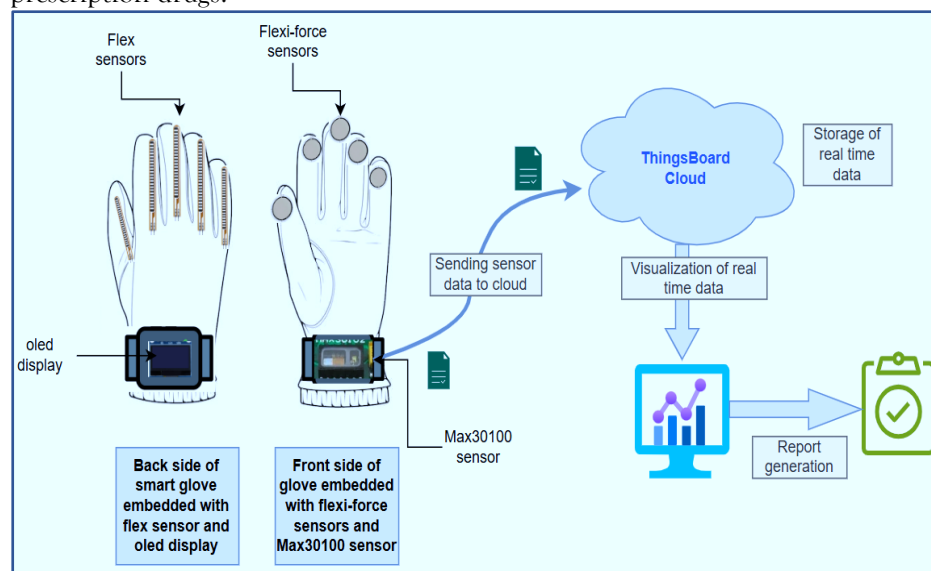 prescription drugs.
Flex
sensors
Flexi-force
sensors
ThingsBoard
Cloud
Storage of
real time
data
Sending sensor
data to cloud
Visualization of real
time data
oled
display
Max30100
sensor
Report
generation
Back side of
smart glove
embedded with
flex sensor and
oled display
Front side of
glove embedded
with flexi-force
sensors and
Max30100 sensor